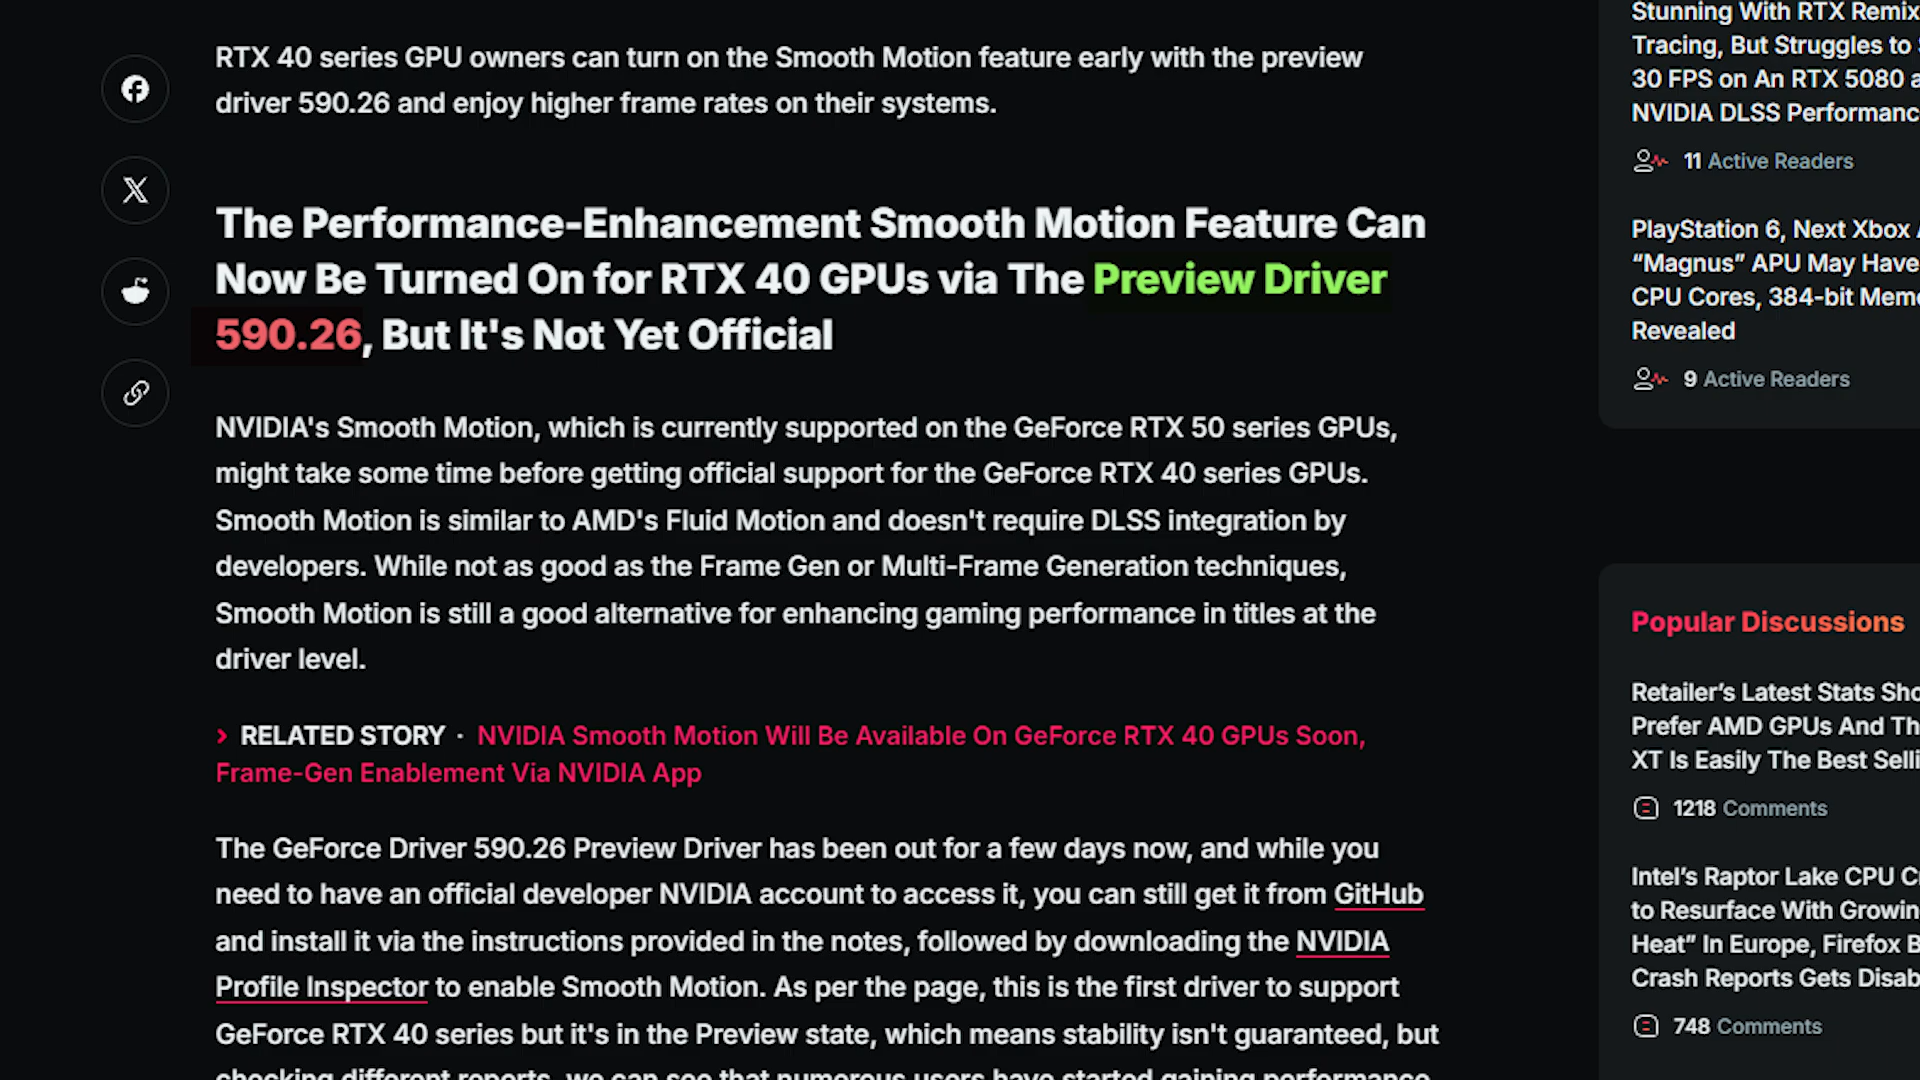 RTX 40 series GPU owners can turn on the Smooth Motion feature early with the preview
driver 590.26 and enjoy higher frame rates on their systems.
The Performance-Enhancement Smooth Motion Feature Can
Now Be Turned On for RTX 40 GPUs via The Preview Driver
590.26, But It's Not Yet Official
NVIDIA's Smooth Motion, which is currently supported on the GeForce RTX 50 series GPUs,
might take some time before getting official support for the GeForce RTX 40 series GPUs.
Smooth Motion is similar to AMD's Fluid Motion and doesn't require DLSS integration by
developers. While not as good as the Frame Gen or Multi-Frame Generation techniques,
Smooth Motion is still a good alternative for enhancing gaming performance in titles at the
driver level.
› RELATED STORY · NVIDIA Smooth Motion Will Be Available On GeForce RTX 40 GPUs Soon,
Frame-Gen Enablement Via NVIDIA App
The GeForce Driver 590.26 Preview Driver has been out for a few days now, and while you
need to have an official developer NVIDIA account to access it, you can still get it from GitHub
and install it via the instructions provided in the notes, followed by downloading the NVIDIA
Profile Inspector to enable Smooth Motion. As per the page, this is the first driver to support
GeForce RTX 40 series but it's in the Preview state, which means stability isn't guaranteed, but
checking different reports, we can see that numerous users have started gaining performance
Stunning With RTX Remix
Tracing, But Struggles to
30 FPS on An RTX 5080
NVIDIA DLSS
11 Active Readers
PlayStation 6, Next Xbox
“Magnus” APU May Have
CPU Cores, 384-bit
Revealed
9 Active Readers
Popular Discussions
Retailer’s Latest Stats
Prefer AMD GPUs And
XT Is Easily The Best
1218 Comments
Intel’s Raptor Lake CPU
to Resurface With
Heat” In Europe, Firefox
Crash Reports Gets
748 Comments